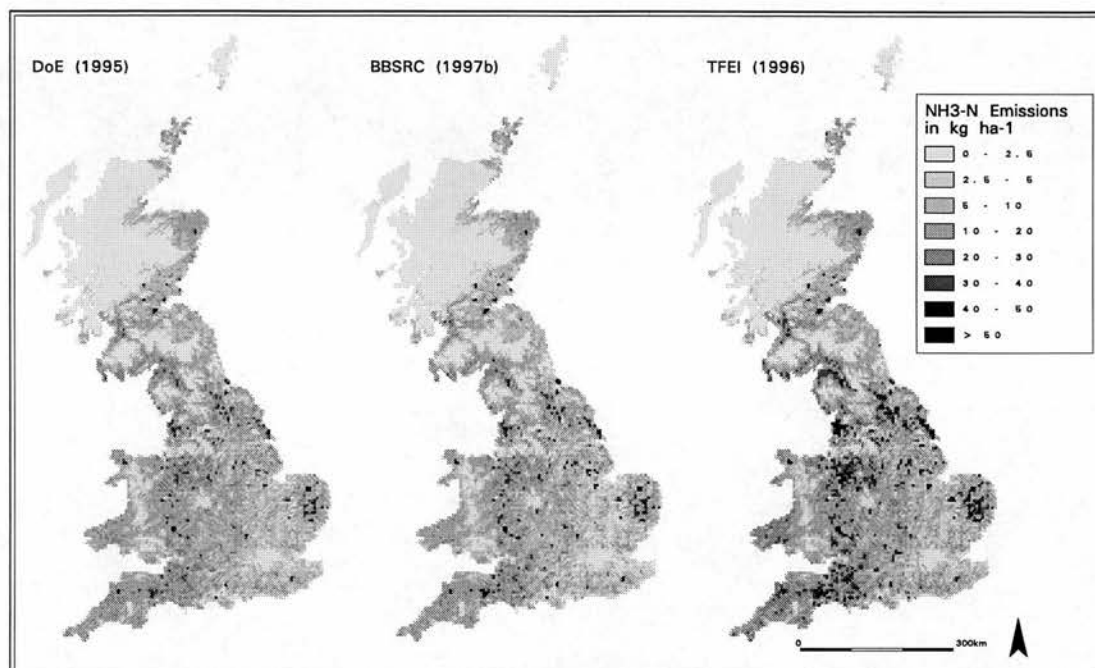 DoE (1995)
BBSRC (1997b)
TFEI (1996)
NH3-N Emissions
in kg ha-1
0 - 2.5
2.5 - 5
5 - 10
10 - 20
20 - 30
30 - 40
40 - 50
> 50
0
300km